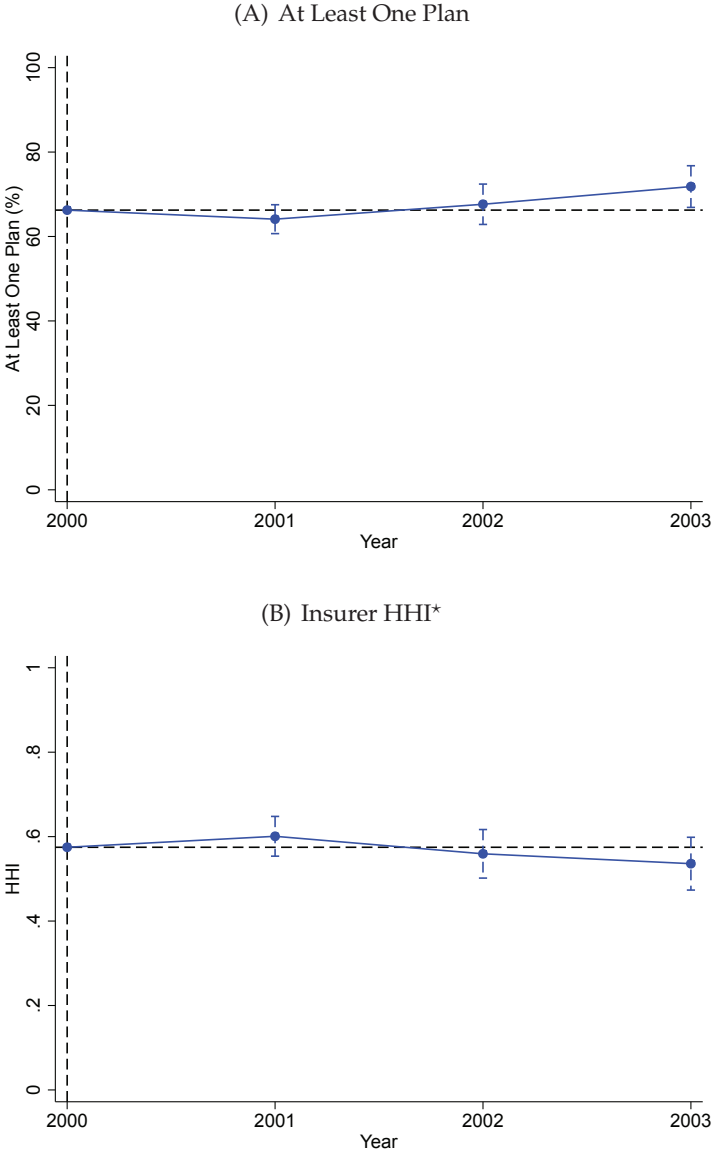 (A) At Least One Plan
At Least One Plan (%)
100
80
60
40
20
0
2000 2001 2002 2003
Year
(B) Insurer HHI*
HHI
1
.8
.6
.4
.2
0
2000 2001 2002 2003
Year